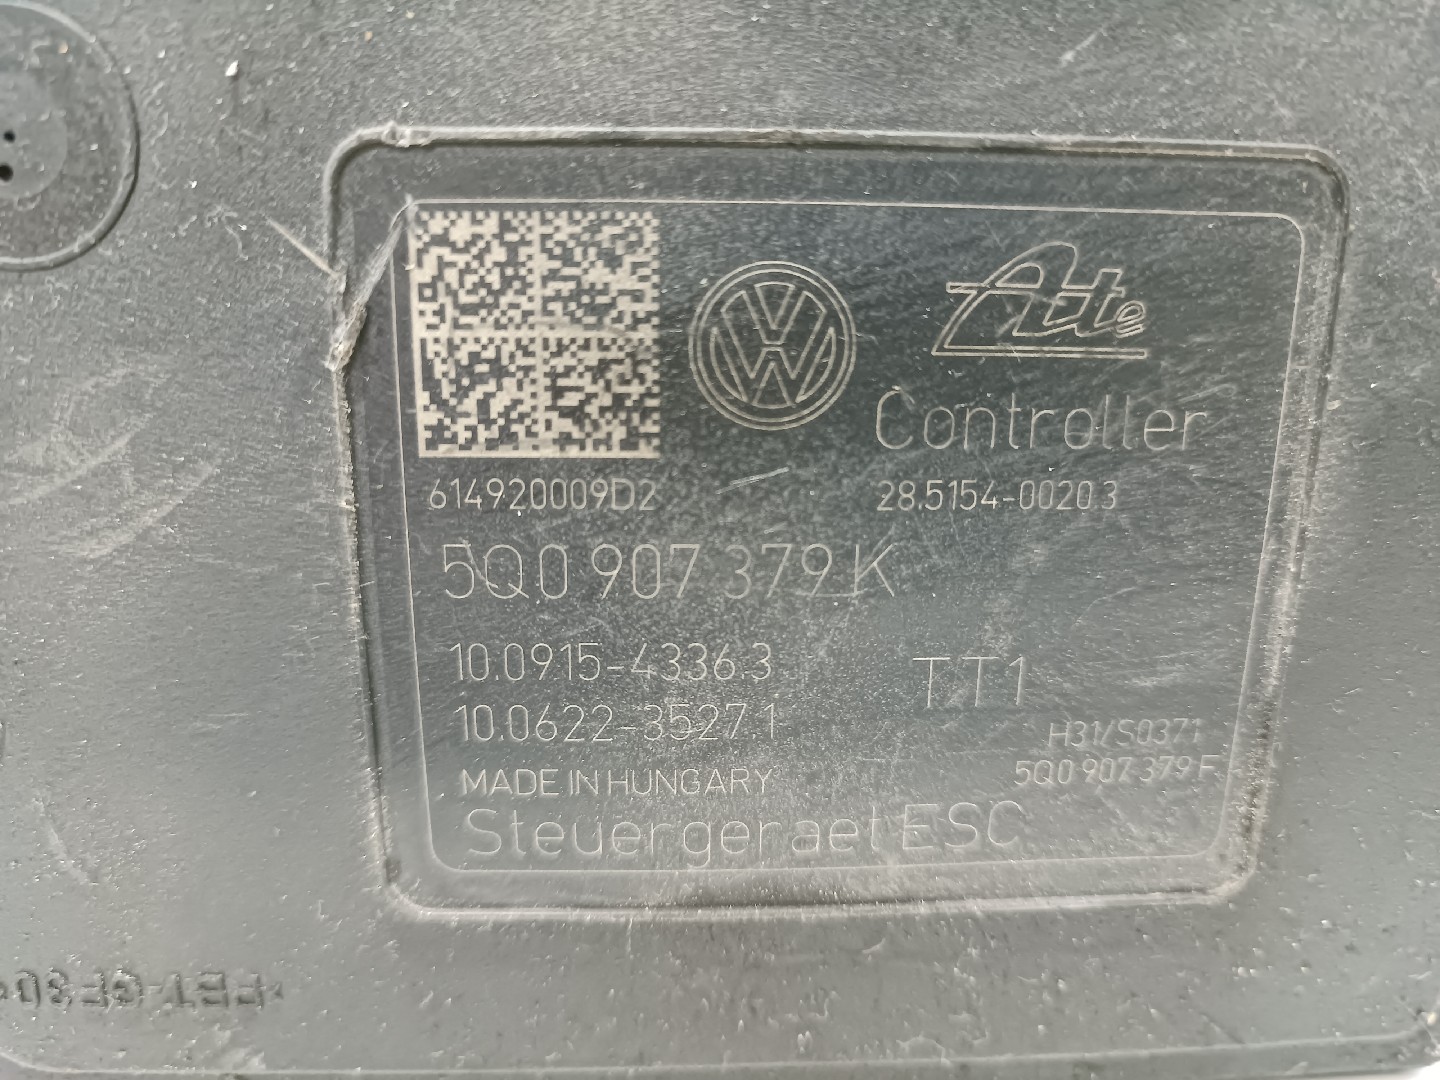 VW
Ate
Controller
614920009D2
28.5154-0020.3
5Q0 907 379 K
10.0915-4336.3
TT1
10.0622-3527.1
H31/S0371
MADE IN HUNGARY
5Q0 907 379 F
Steuergeraet ESC